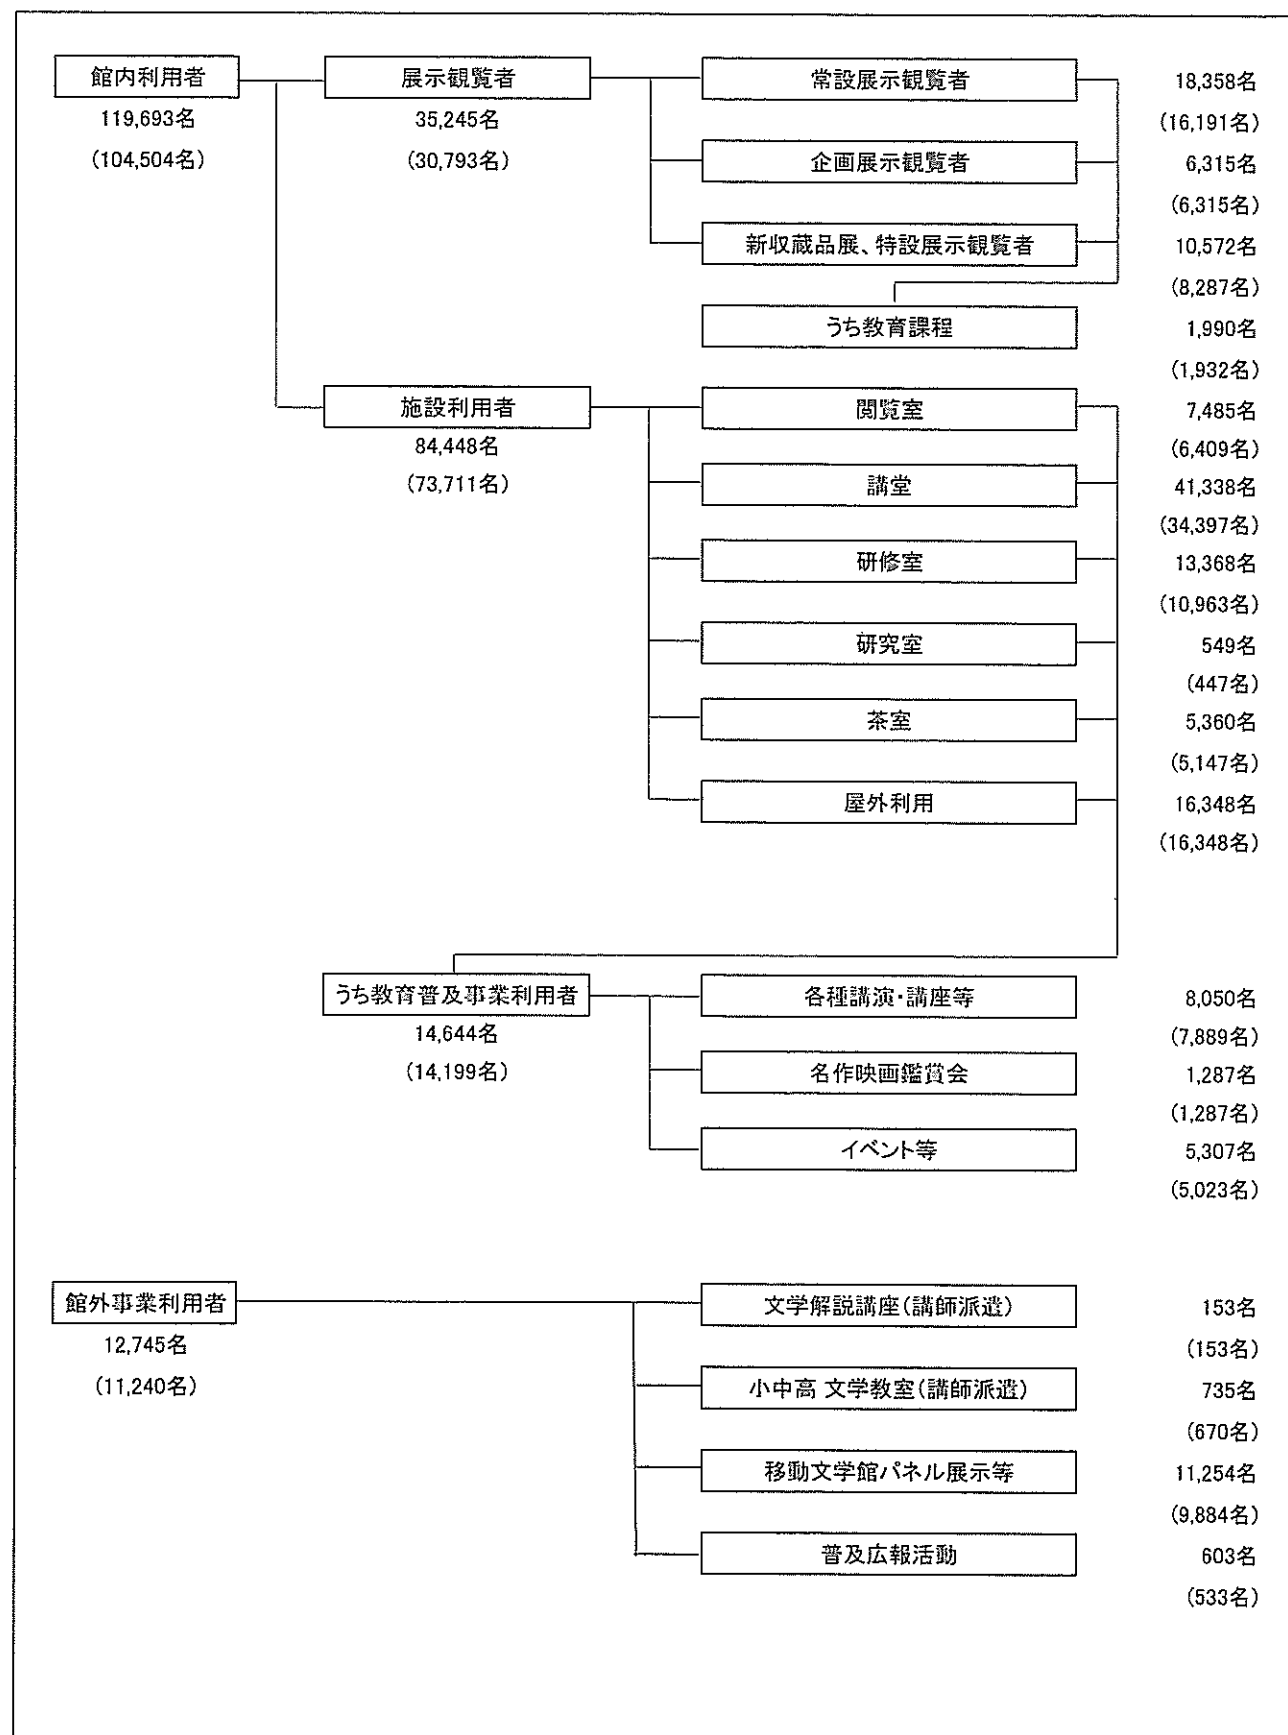 館内利用者 展示観覧者 常設展示観覧者 18,358名
119,693名 35,245名 (16,191名)
(104,504名) (30,793名) 企画展示観覧者 6,315名
(6,315名)
新収蔵品展、特設展示観覧者 10,572名
(8,287名)
うち教育課程 1,990名
(1,932名)
施設利用者 閲覧室 7,485名
84,448名 (6,409名)
(73,711名) 講堂 41,338名
(34,397名)
研修室 13,368名
(10,963名)
研究室 549名
(447名)
茶室 5,360名
(5,147名)
屋外利用 16,348名
(16,348名)
うち教育普及事業利用者 各種講演・講座等 8,050名
14,644名 (7,889名)
(14,199名) 名作映画鑑賞会 1,287名
(1,287名)
イベント等 5,307名
(5,023名)
館外事業利用者 文学解説講座(講師派遣) 153名
12,745名 (153名)
(11,240名) 小中高 文学教室(講師派遣) 735名
(670名)
移動文学館パネル展示等 11,254名
(9,884名)
普及広報活動 603名
(533名)